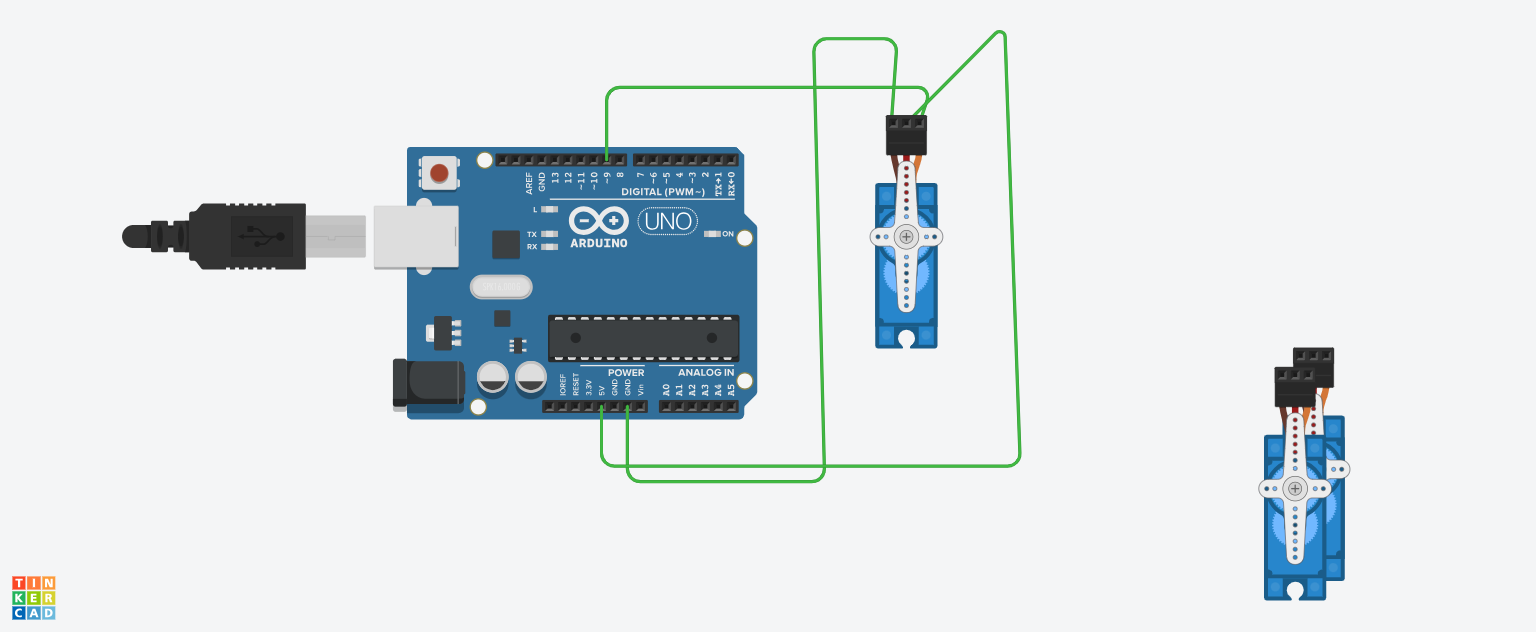 AREF
GND
13
12
~11
~10
~9
8
7
~6
~5
4
~3
2
TX→1
RX←0
DIGITAL (PWM~)
L
TX
RX
ARDUINO
UNO
ON
POWER
ANALOG IN
IOREF
RESET
3.3V
5V
GND
GND
Vin
A0
A1
A2
A3
A4
A5
TIN
KER
CAD